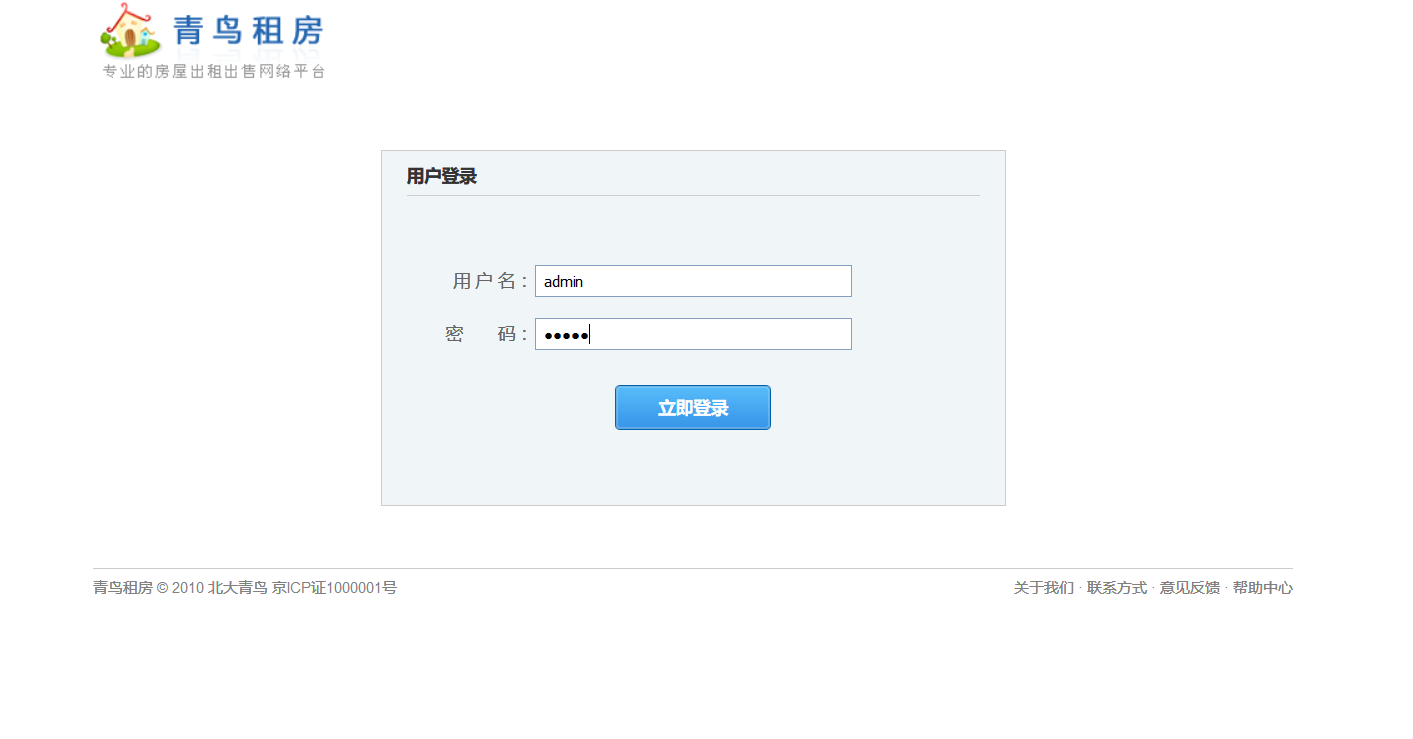 青鸟租房
专业的房屋出租出售网络平台
用户登录
用户名：admin
密　码：●●●●●
立即登录
青鸟租房 © 2010 北大青鸟 京ICP证1000001号
关于我们 · 联系方式 · 意见反馈 · 帮助中心